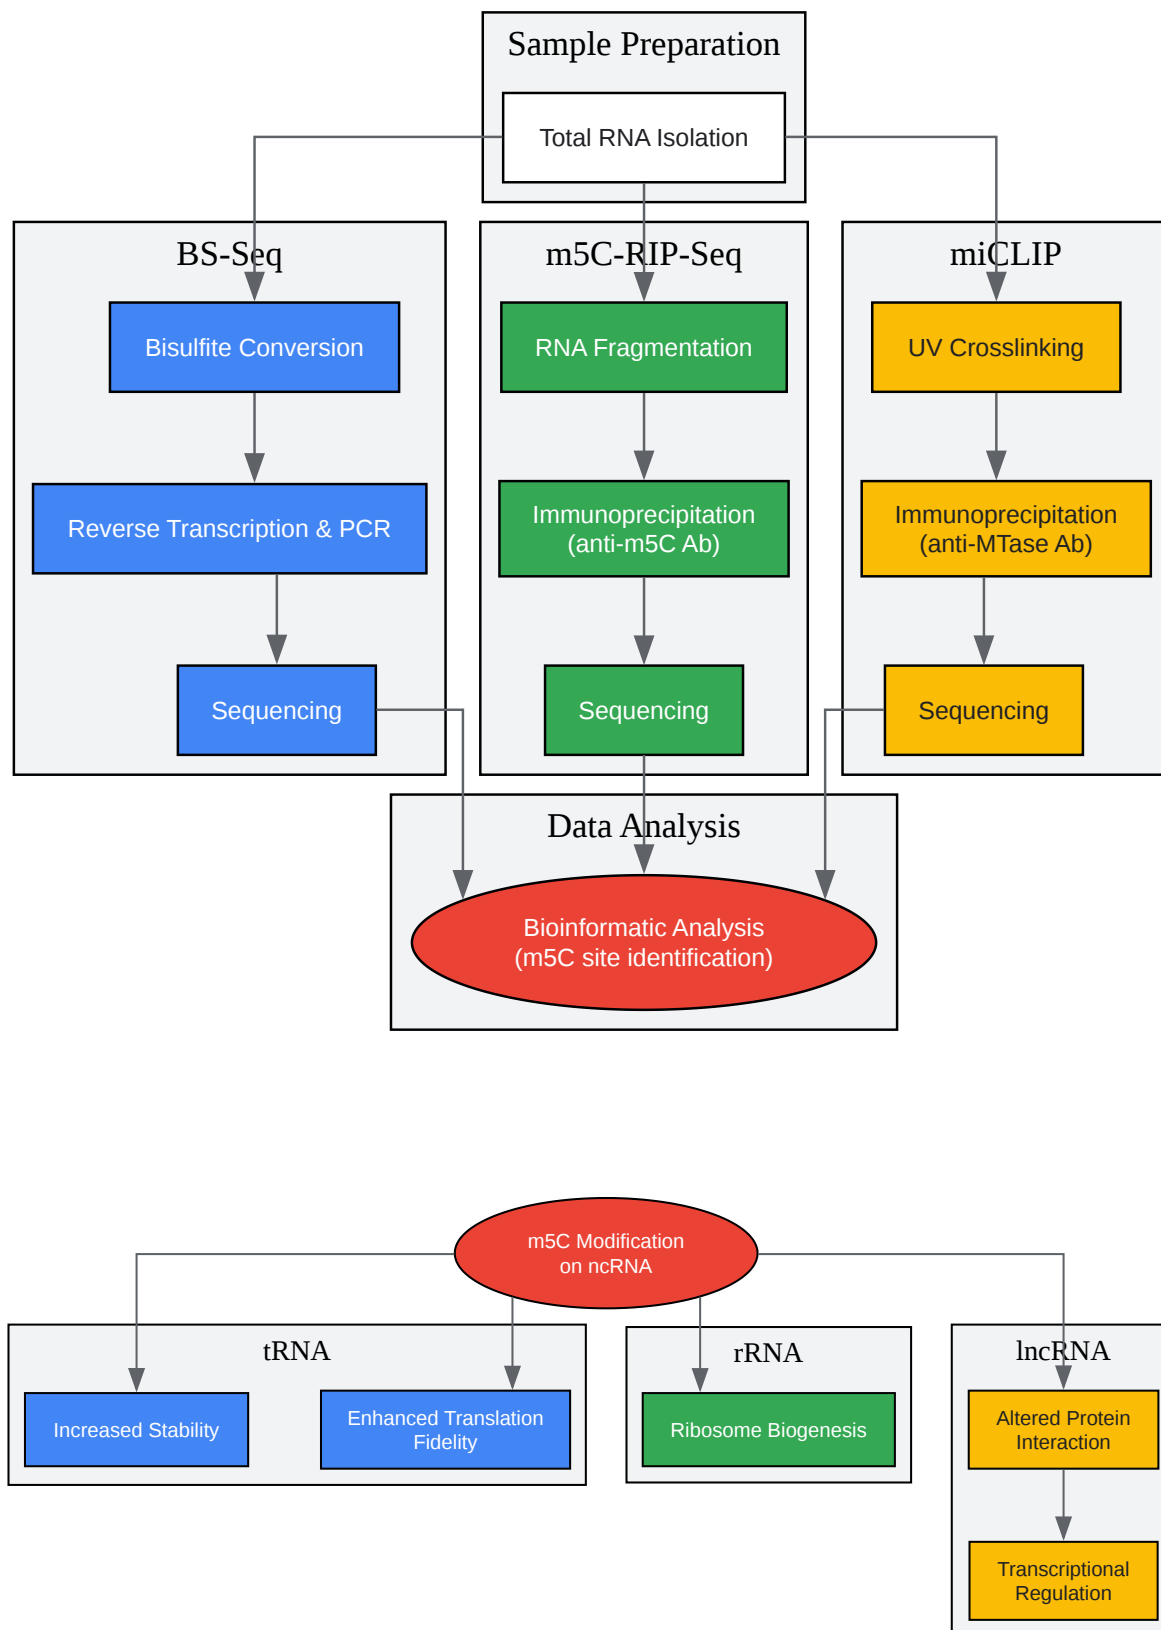 Sample Preparation
Total RNA Isolation
BS-Seq
Bisulfite Conversion
Reverse Transcription & PCR
Sequencing
m5C-RIP-Seq
RNA Fragmentation
Immunoprecipitation
(anti-m5C Ab)
Sequencing
miCLIP
UV Crosslinking
Immunoprecipitation
(anti-MTase Ab)
Sequencing
Data Analysis
Bioinformatic Analysis
(m5C site identification)
m5C Modification
on ncRNA
tRNA
Increased Stability
Enhanced Translation
Fidelity
rRNA
Ribosome Biogenesis
lncRNA
Altered Protein
Interaction
Transcriptional
Regulation